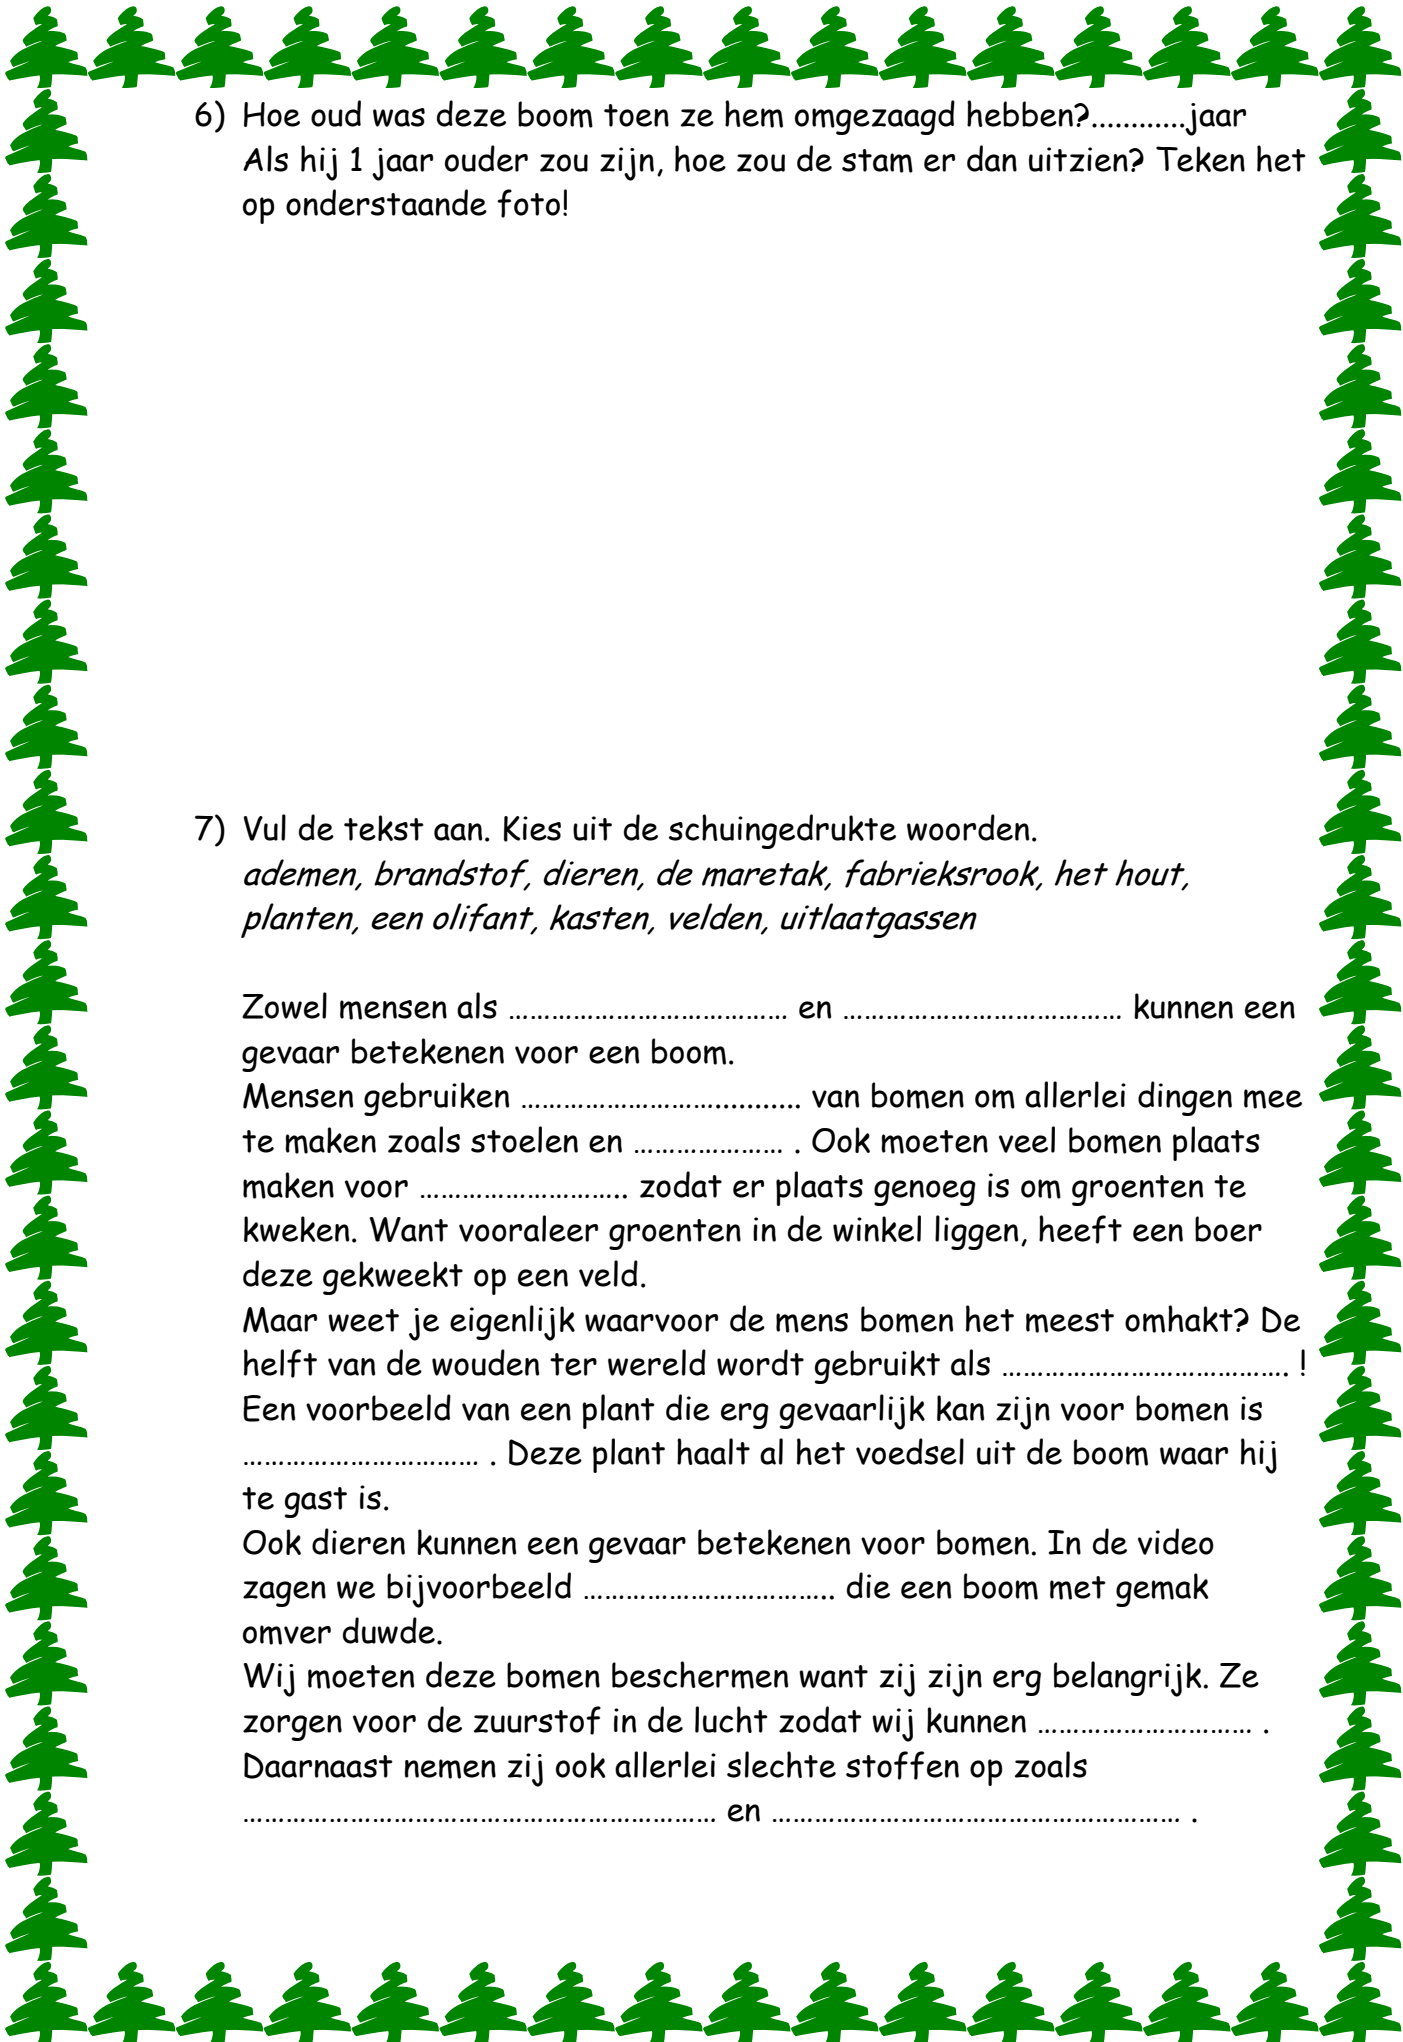 6) Hoe oud was deze boom toen ze hem omgezaagd hebben?............jaar
Als hij 1 jaar ouder zou zijn, hoe zou de stam er dan uitzien? Teken het
op onderstaande foto!
7) Vul de tekst aan. Kies uit de schuingedrukte woorden.
ademen, brandstof, dieren, de maretak, fabrieksrook, het hout,
planten, een olifant, kasten, velden, uitlaatgassen
Zowel mensen als ………………………………… en ………………………………… kunnen een
gevaar betekenen voor een boom.
Mensen gebruiken ………………………........... van bomen om allerlei dingen mee
te maken zoals stoelen en ………………… . Ook moeten veel bomen plaats
maken voor ……………………….. zodat er plaats genoeg is om groenten te
kweken. Want vooraleer groenten in de winkel liggen, heeft een boer
deze gekweekt op een veld.
Maar weet je eigenlijk waarvoor de mens bomen het meest omhakt? De
helft van de wouden ter wereld wordt gebruikt als …………………………………. !
Een voorbeeld van een plant die erg gevaarlijk kan zijn voor bomen is
…………………………… . Deze plant haalt al het voedsel uit de boom waar hij
te gast is.
Ook dieren kunnen een gevaar betekenen voor bomen. In de video
zagen we bijvoorbeeld …………………………….. die een boom met gemak
omver duwde.
Wij moeten deze bomen beschermen want zij zijn erg belangrijk. Ze
zorgen voor de zuurstof in de lucht zodat wij kunnen ………………………… .
Daarnaast nemen zij ook allerlei slechte stoffen op zoals
………………………………………………………… en ………………………………………………… .